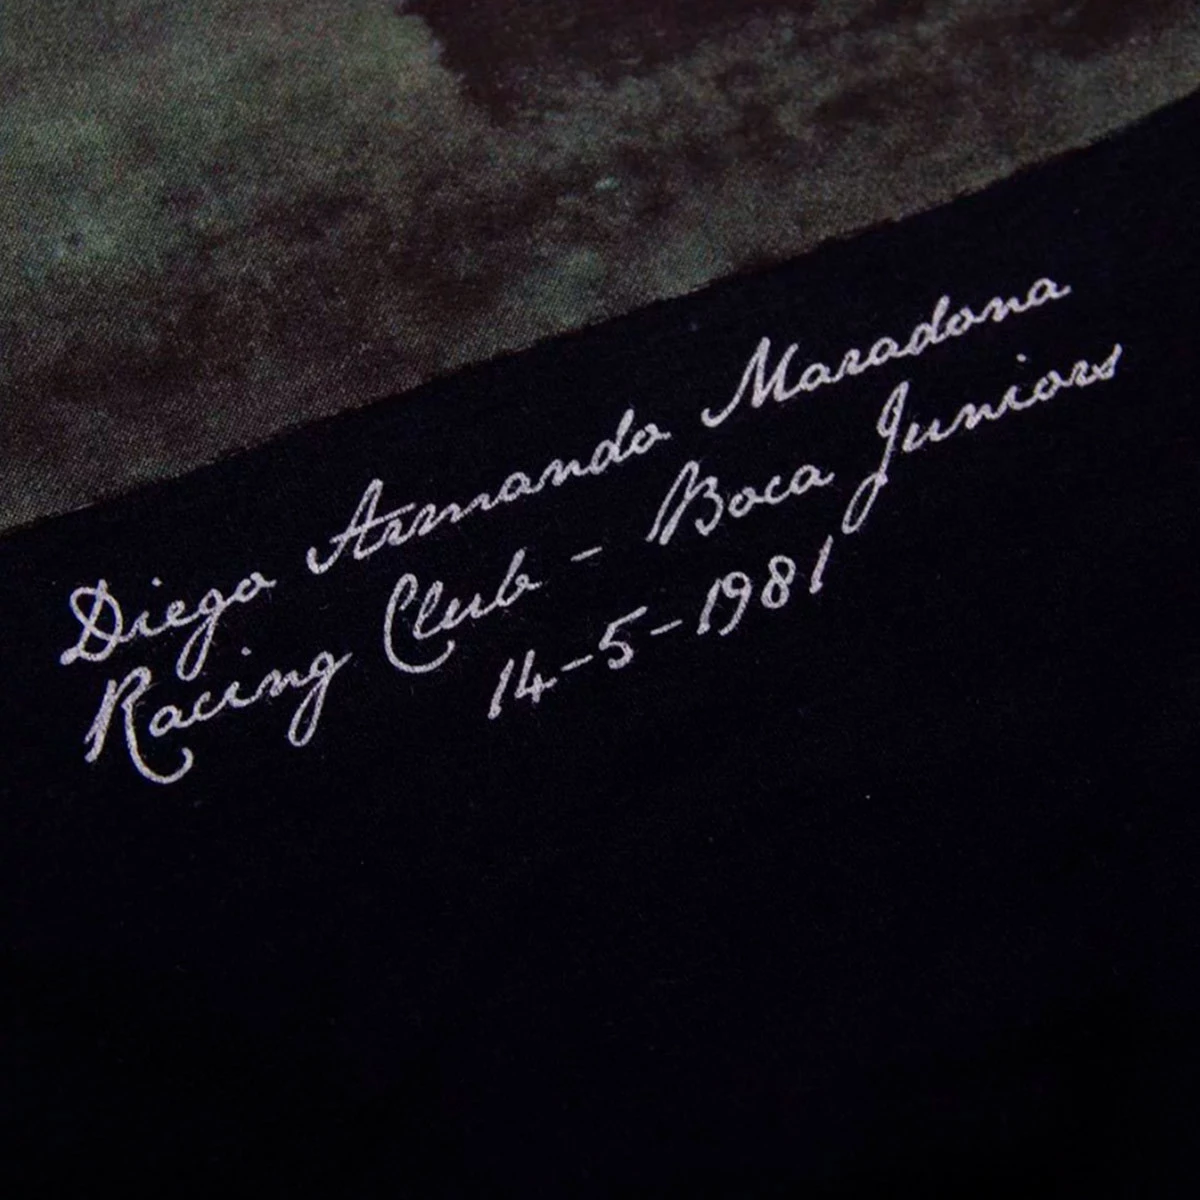 Diego Armando Maradona
Racing Club - Boca Juniors
14-5-1981